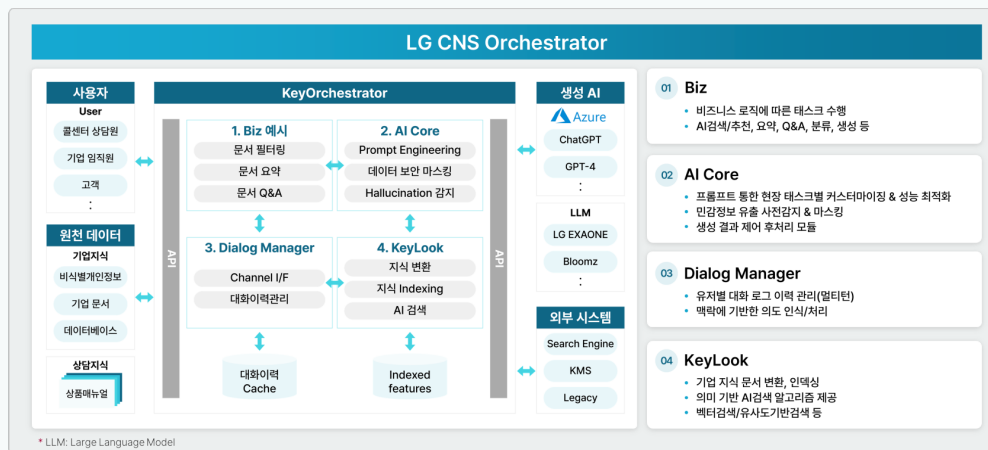 LG CNS Orchestrator
사용자
User
콜센터 상담원
기업 임직원
고객
:
원천 데이터
기업지식
비식별개인정보
기업 문서
데이터베이스
상담지식
상품매뉴얼
KeyOrchestrator
API
1. Biz 예시
문서 필터링
문서 요약
문서 Q&A
2. AI Core
Prompt Engineering
데이터 보안 마스킹
Hallucination 감지
3. Dialog Manager
Channel I/F
대화이력관리
4. KeyLook
지식 변환
지식 Indexing
AI 검색
대화이력
Cache
Indexed
features
API
생성 AI
Azure
ChatGPT
GPT-4
:
LLM
LG EXAONE
Bloomz
:
외부 시스템
Search Engine
KMS
Legacy
01 Biz
• 비즈니스 로직에 따른 태스크 수행
• AI검색/추천, 요약, Q&A, 분류, 생성 등
02 AI Core
• 프롬프트 통한 현장 태스크별 커스터마이징 & 성능 최적화
• 민감정보 유출 사전감지 & 마스킹
• 생성 결과 제어 후처리 모듈
03 Dialog Manager
• 유저별 대화 로그 이력 관리(멀티턴)
• 맥락에 기반한 의도 인식/처리
04 KeyLook
• 기업 지식 문서 변환, 인덱싱
• 의미 기반 AI검색 알고리즘 제공
• 벡터검색/유사도기반검색 등
* LLM: Large Language Model